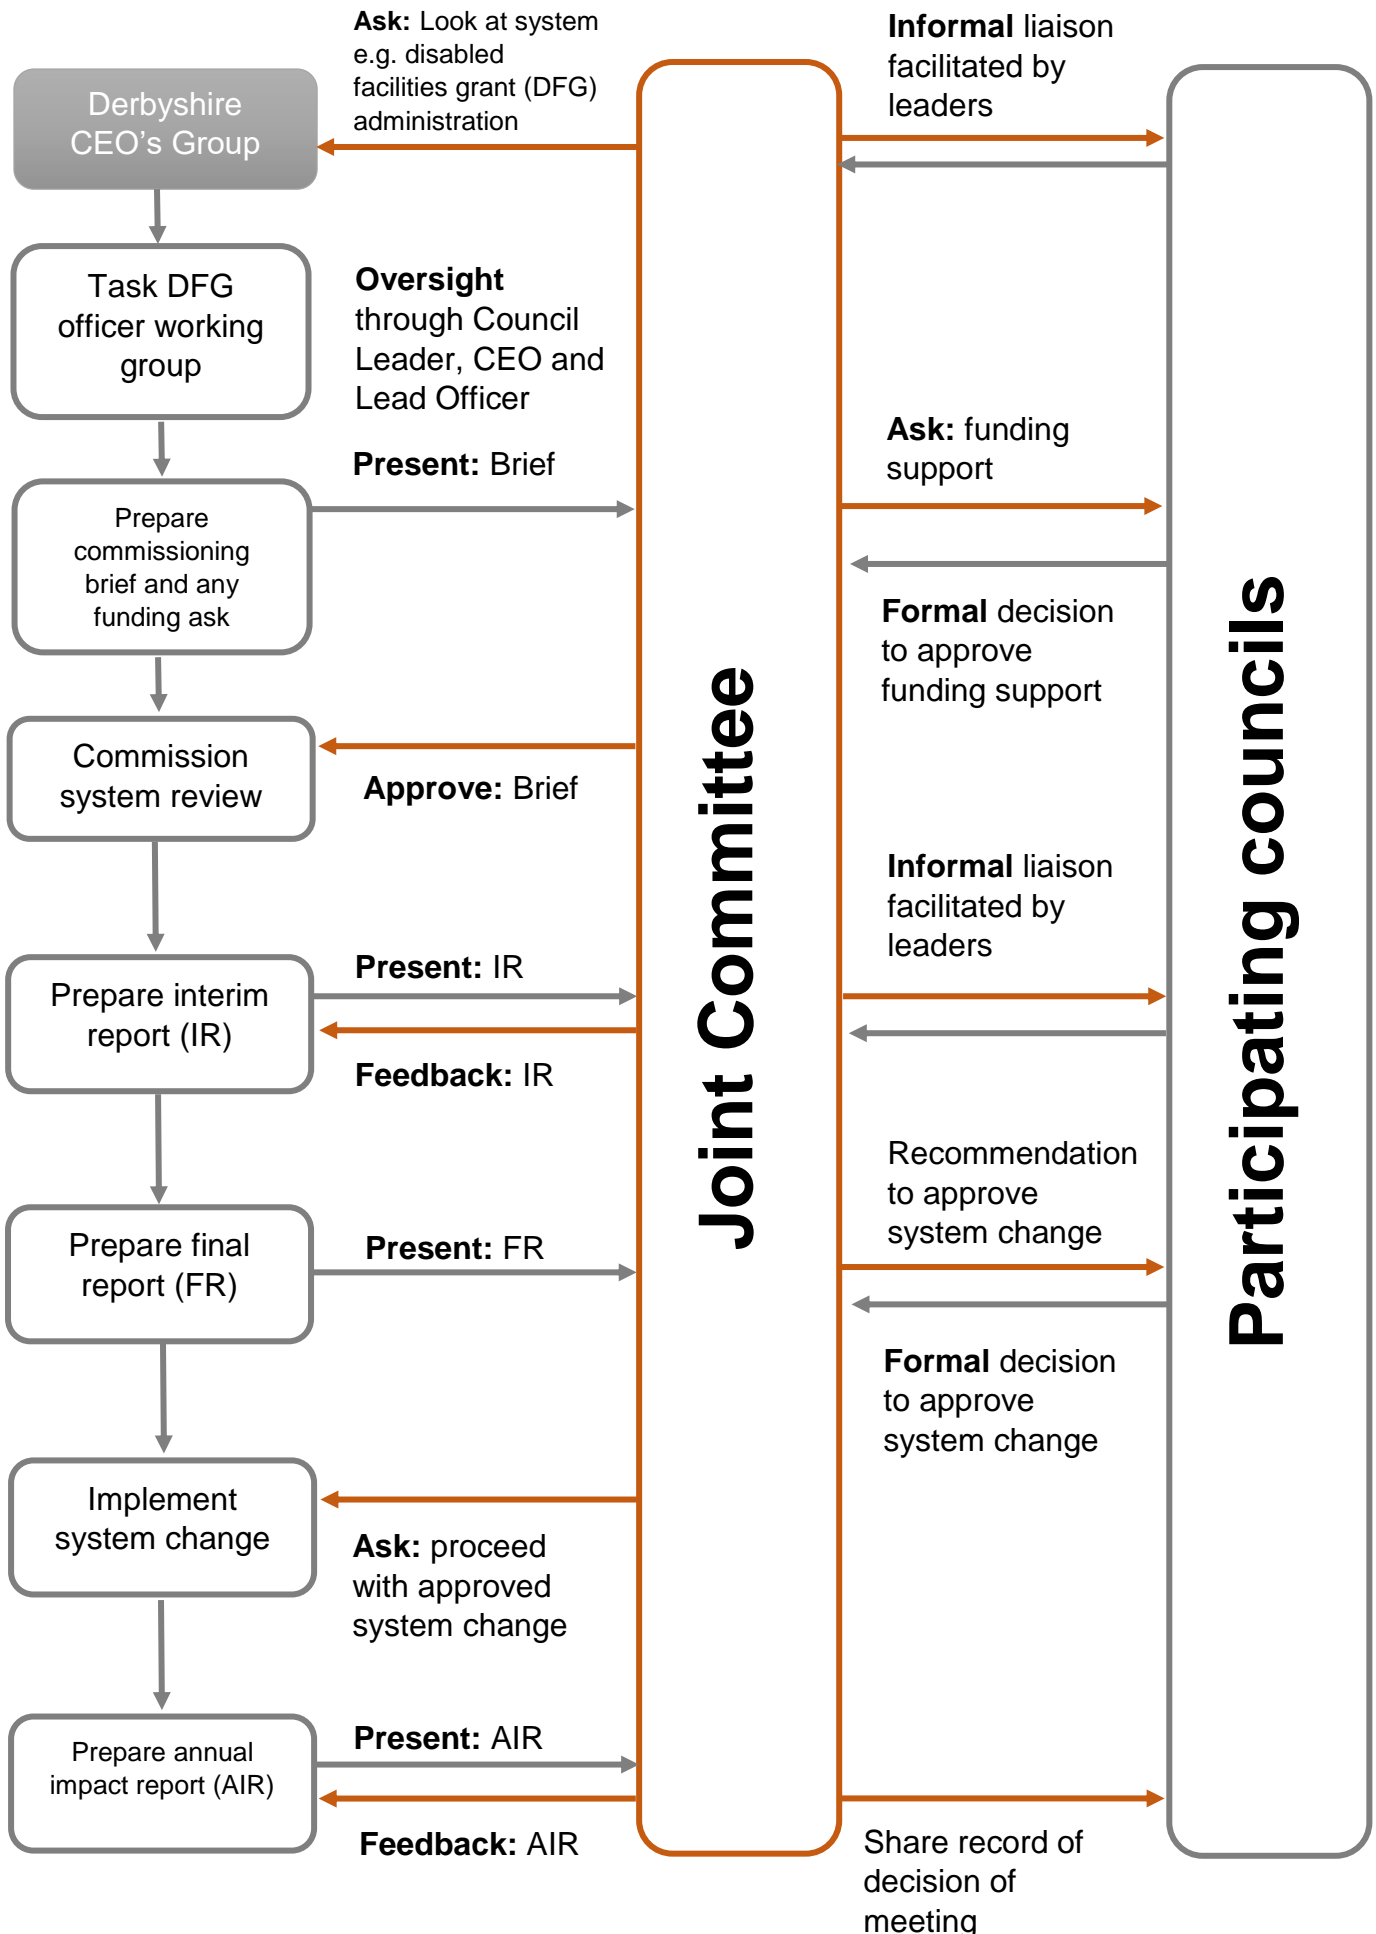 Ask: Look at system
e.g. disabled
facilities grant (DFG)
administration
Informal liaison
facilitated by
leaders
Derbyshire
CEO’s Group
Task DFG
officer working
group
Oversight
through Council
Leader, CEO and
Lead Officer
Ask: funding
support
Present: Brief
Prepare
commissioning
brief and any
funding ask
Formal decision
to approve
funding support
Commission
system review
Approve: Brief
Joint Committee
Participating councils
Informal liaison
facilitated by
leaders
Present: IR
Prepare interim
report (IR)
Feedback: IR
Recommendation
to approve
system change
Prepare final
report (FR)
Present: FR
Formal decision
to approve
system change
Implement
system change
Ask: proceed
with approved
system change
Present: AIR
Prepare annual
impact report (AIR)
Feedback: AIR
Share record of
decision of
meeting